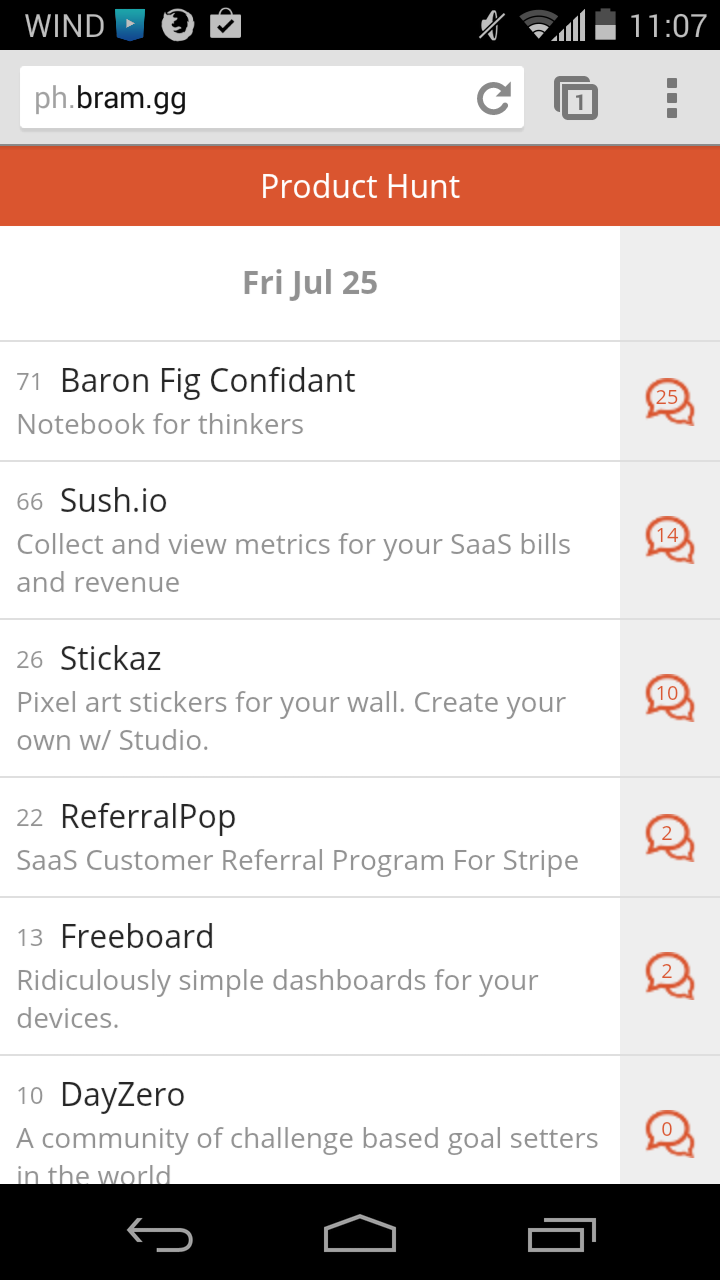 WIND 11:07
ph.bram.gg 1
Product Hunt
Fri Jul 25
71 Baron Fig Confidant
Notebook for thinkers
25
66 Sush.io
Collect and view metrics for your SaaS bills
and revenue
14
26 Stickaz
Pixel art stickers for your wall. Create your
own w/ Studio.
10
22 ReferralPop
SaaS Customer Referral Program For Stripe
2
13 Freeboard
Ridiculously simple dashboards for your
devices.
2
10 DayZero
A community of challenge based goal setters
in the world
0